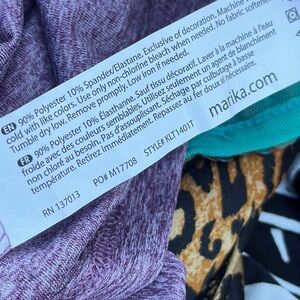 EN 90% Polyester 10% Spandex/Elastane. Exclusive of decoration. Machine
cold with like colors. Use only non-chlorine bleach when needed. No fabric softener
Tumble dry low. Remove promptly. Low iron if needed.
FR 90% Polyester 10% Élasthanne. Sauf tissu décoratif. Laver à la machine à l'eau
froide avec des couleurs semblables. Utilisez seulement un agent de blanchiment
non chloré au besoin. Pas d'assouplissant. Séchage par culbutage à basse
température. Retirez Immédiatement. Repassez au fer doux si nécessaire.
marika.com
RN 137013 PO# M17708 STYLE# KLT1401T